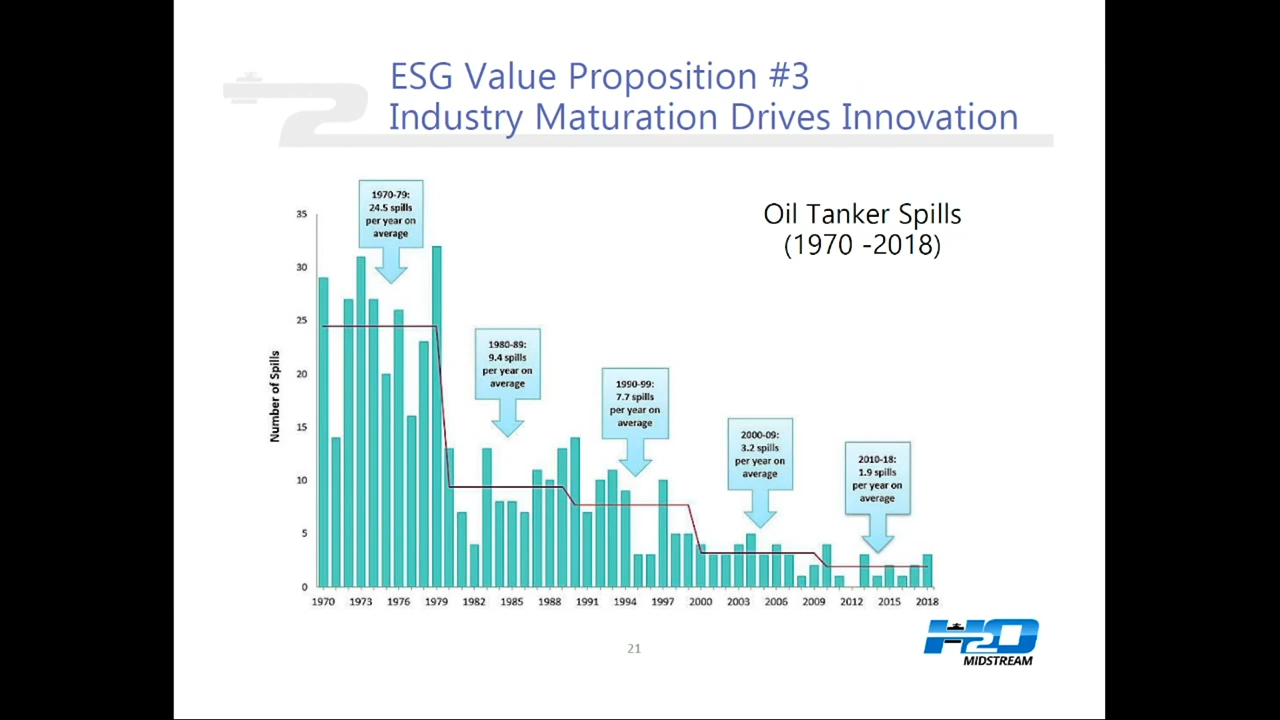 ESG Value Proposition #3
Industry Maturation Drives Innovation
Oil Tanker Spills
(1970 -2018)
1970-79:
24.5 spills
per year on
average
1980-89:
9.4 spills
per year on
average
1990-99:
7.7 spills
per year on
average
2000-09:
3.2 spills
per year on
average
2010-18:
1.9 spills
per year on
average
Number of Spills
35
30
25
20
15
10
5
0
1970 1973 1976 1979 1982 1985 1988 1991 1994 1997 2000 2003 2006 2009 2012 2015 2018
21
H2O
MIDSTREAM